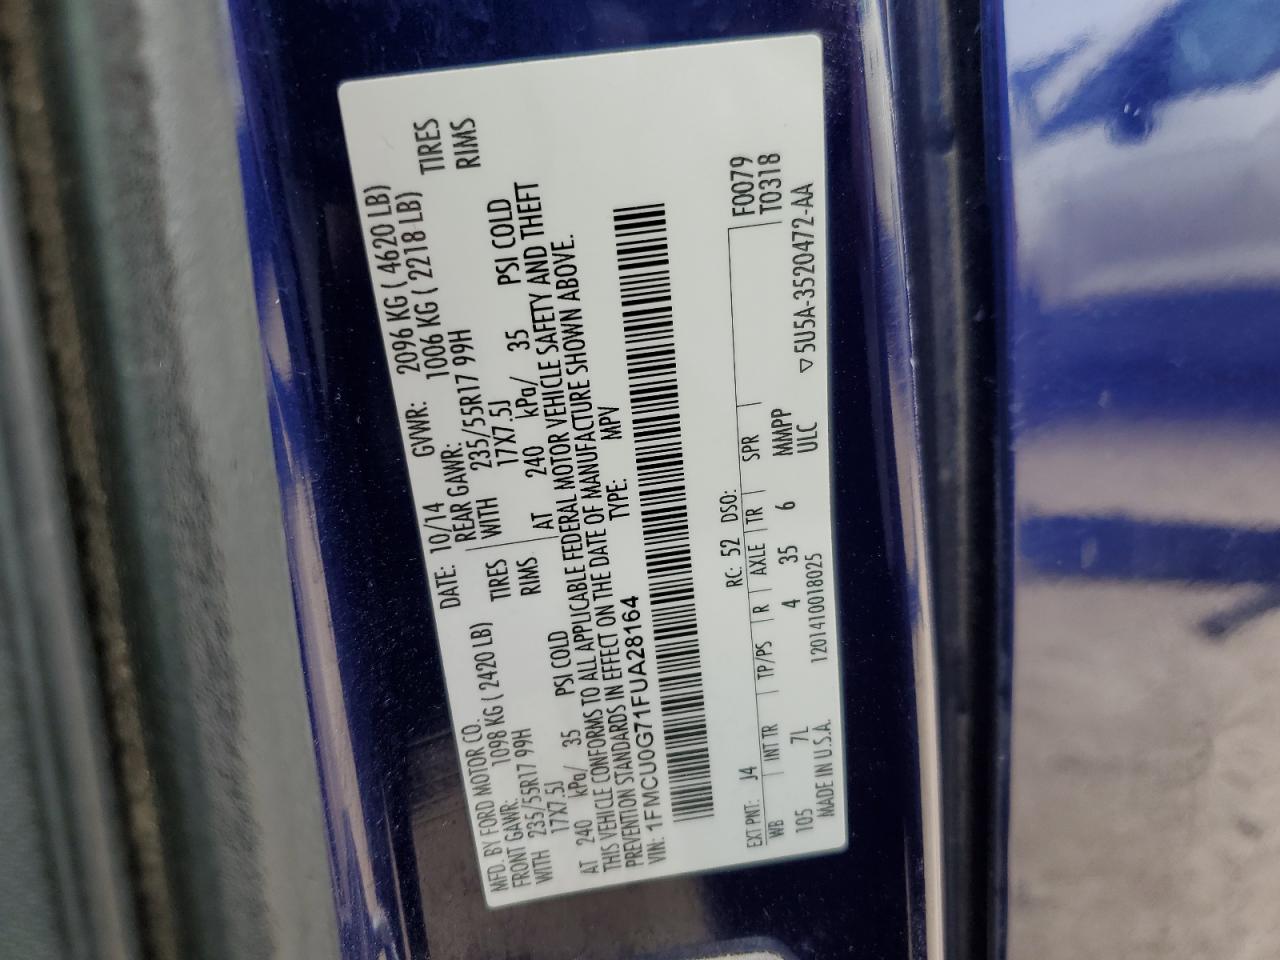 MFD. BY FORD MOTOR CO.
DATE: 10/14 GVWR: 2096 KG ( 4620 LB)
FRONT GAWR: 1098 KG ( 2420 LB) REAR GAWR: 1006 KG ( 2218 LB)
WITH 235/55R17 99H TIRES WITH 235/55R17 99H TIRES
17X7.5J RIMS 17X7.5J RIMS
AT 240 kPa/ 35 PSI COLD AT 240 kPa/ 35 PSI COLD
THIS VEHICLE CONFORMS TO ALL APPLICABLE FEDERAL MOTOR VEHICLE SAFETY AND THEFT
PREVENTION STANDARDS IN EFFECT ON THE DATE OF MANUFACTURE SHOWN ABOVE.
VIN: 1FMCU0G71FUA28164 TYPE: MPV
EXT PNT: J4 RC: 52 DSO: F0079
WB INT TR TP/PS R AXLE TR SPR T0318
105 7L 4 35 6 MMPP
MADE IN U.S.A. 1201410018025 ULC ▽5U5A-3520472-AA